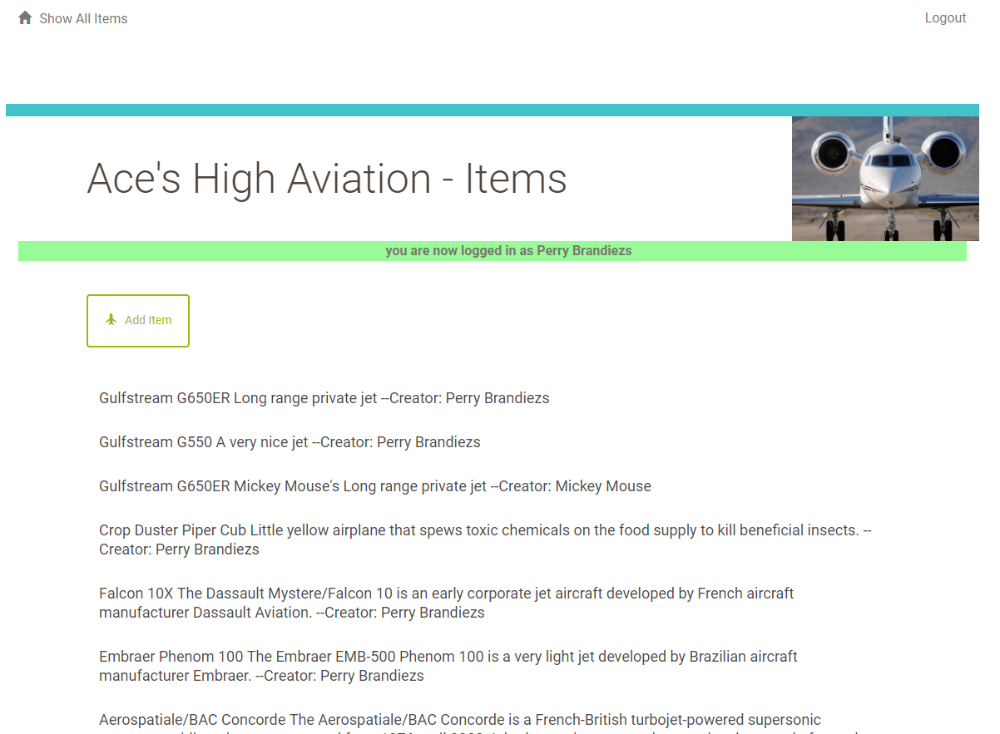 Show All Items
Logout
Ace's High Aviation - Items
you are now logged in as Perry Brandiezs
Add Item
Gulfstream G650ER Long range private jet --Creator: Perry Brandiezs
Gulfstream G550 A very nice jet --Creator: Perry Brandiezs
Gulfstream G650ER Mickey Mouse's Long range private jet --Creator: Mickey Mouse
Crop Duster Piper Cub Little yellow airplane that spews toxic chemicals on the food supply to kill beneficial insects. --
Creator: Perry Brandiezs
Falcon 10X The Dassault Mystere/Falcon 10 is an early corporate jet aircraft developed by French aircraft
manufacturer Dassault Aviation. --Creator: Perry Brandiezs
Embraer Phenom 100 The Embraer EMB-500 Phenom 100 is a very light jet developed by Brazilian aircraft
manufacturer Embraer. --Creator: Perry Brandiezs
Aerospatiale/BAC Concorde The Aerospatiale/BAC Concorde is a French-British turbojet-powered supersonic